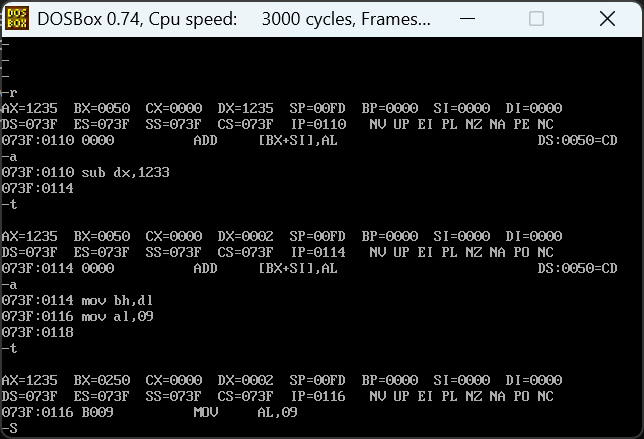 DOS BOX
DOSBox 0.74, Cpu speed:     3000 cycles, Frames...
-
-
-
-r
AX=1235  BX=0050  CX=0000  DX=1235  SP=00FD  BP=0000  SI=0000  DI=0000
DS=073F  ES=073F  SS=073F  CS=073F  IP=0110   NV UP EI PL NZ NA PE NC
073F:0110 0000          ADD     [BX+SI],AL                         DS:0050=CD
-a
073F:0110 sub dx,1233
073F:0114
-t
AX=1235  BX=0050  CX=0000  DX=0002  SP=00FD  BP=0000  SI=0000  DI=0000
DS=073F  ES=073F  SS=073F  CS=073F  IP=0114   NV UP EI PL NZ NA PO NC
073F:0114 0000          ADD     [BX+SI],AL                         DS:0050=CD
-a
073F:0114 mov bh,dl
073F:0116 mov al,09
073F:0118
-t
AX=1235  BX=0250  CX=0000  DX=0002  SP=00FD  BP=0000  SI=0000  DI=0000
DS=073F  ES=073F  SS=073F  CS=073F  IP=0116   NV UP EI PL NZ NA PO NC
073F:0116 B009          MOV     AL,09
-S